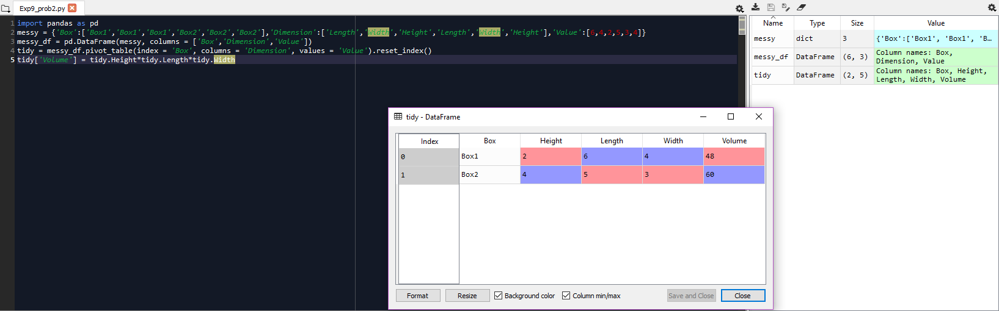 Exp9_prob2.py
1 import pandas as pd
2 messy = {'Box':['Box1','Box1','Box1','Box2','Box2','Box2'],'Dimension':['Length','Width','Height','Length','Width','Height'],'Value':[6,4,2,5,3,4]}
3 messy_df = pd.DataFrame(messy, columns = ['Box','Dimension','Value'])
4 tidy = messy_df.pivot_table(index = 'Box', columns = 'Dimension', values = 'Value').reset_index()
5 tidy['Volume'] = tidy.Height*tidy.Length*tidy.Width
Name Type Size Value
messy dict 3 {'Box':['Box1', 'Box1', 'B…
messy_df DataFrame (6, 3) Column names: Box,
Dimension, Value
tidy DataFrame (2, 5) Column names: Box, Height,
Length, Width, Volume
tidy - DataFrame
Index Box Height Length Width Volume
0 Box1 2 6 4 48
1 Box2 4 5 3 60
Format Resize Background color Column min/max Save and Close Close